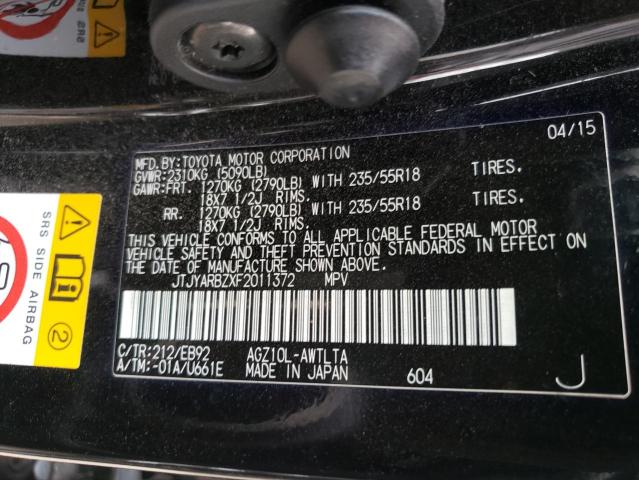 04/15
MFD.BY:TOYOTA MOTOR CORPORATION
GVWR:2310KG (5090LB)
GAWR:FRT. 1270KG (2790LB) WITH 235/55R18 TIRES.
18X7 1/2J RIMS.
RR. 1270KG (2790LB) WITH 235/55R18 TIRES.
18X7 1/2J RIMS.
THIS VEHICLE CONFORMS TO ALL APPLICABLE FEDERAL MOTOR
VEHICLE SAFETY AND THEFT PREVENTION STANDARDS IN EFFECT ON
THE DATE OF MANUFACTURE SHOWN ABOVE.
JTJYARBZXF2011372 MPV
C/TR:212/EB92 AGZ10L-AWTLTA
A/TM:-01A/U661E MADE IN JAPAN 604 J
SRS SIDE AIRBAG
2